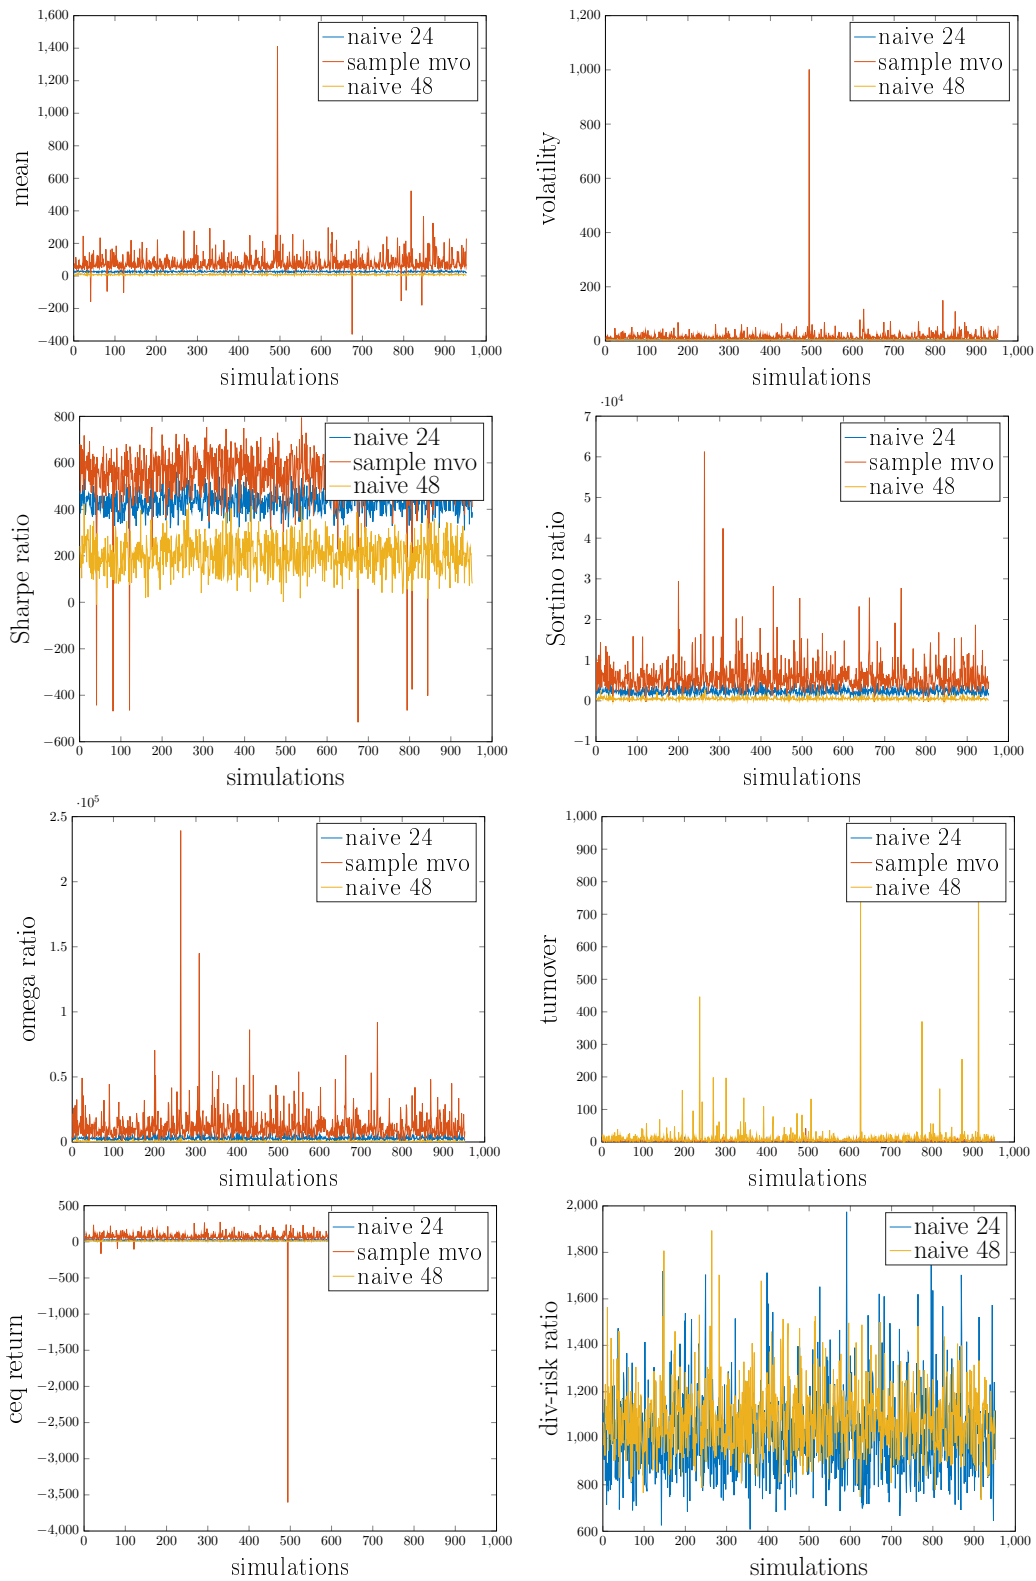 1,600
1,400
1,200
1,000
800
600
400
200
0
−200
−400
mean
0 100 200 300 400 500 600 700 800 900 1,000
simulations
naive 24
sample mvo
naive 48
1,200
1,000
800
600
400
200
0
volatility
0 100 200 300 400 500 600 700 800 900 1,000
simulations
naive 24
sample mvo
naive 48
800
600
400
200
0
−200
−400
−600
Sharpe ratio
0 100 200 300 400 500 600 700 800 900 1,000
simulations
naive 24
sample mvo
naive 48
·10⁴
7
6
5
4
3
2
1
0
−1
Sortino ratio
0 100 200 300 400 500 600 700 800 900 1,000
simulations
naive 24
sample mvo
naive 48
·10⁵
2.5
2
1.5
1
0.5
0
omega ratio
0 100 200 300 400 500 600 700 800 900 1,000
simulations
naive 24
sample mvo
naive 48
1,000
900
800
700
600
500
400
300
200
100
0
turnover
0 100 200 300 400 500 600 700 800 900 1,000
simulations
naive 24
sample mvo
naive 48
500
0
−500
−1,000
−1,500
−2,000
−2,500
−3,000
−3,500
−4,000
ceq return
0 100 200 300 400 500 600 700 800 900 1,000
simulations
naive 24
sample mvo
naive 48
2,000
1,800
1,600
1,400
1,200
1,000
800
600
div-risk ratio
0 100 200 300 400 500 600 700 800 900 1,000
simulations
naive 24
naive 48